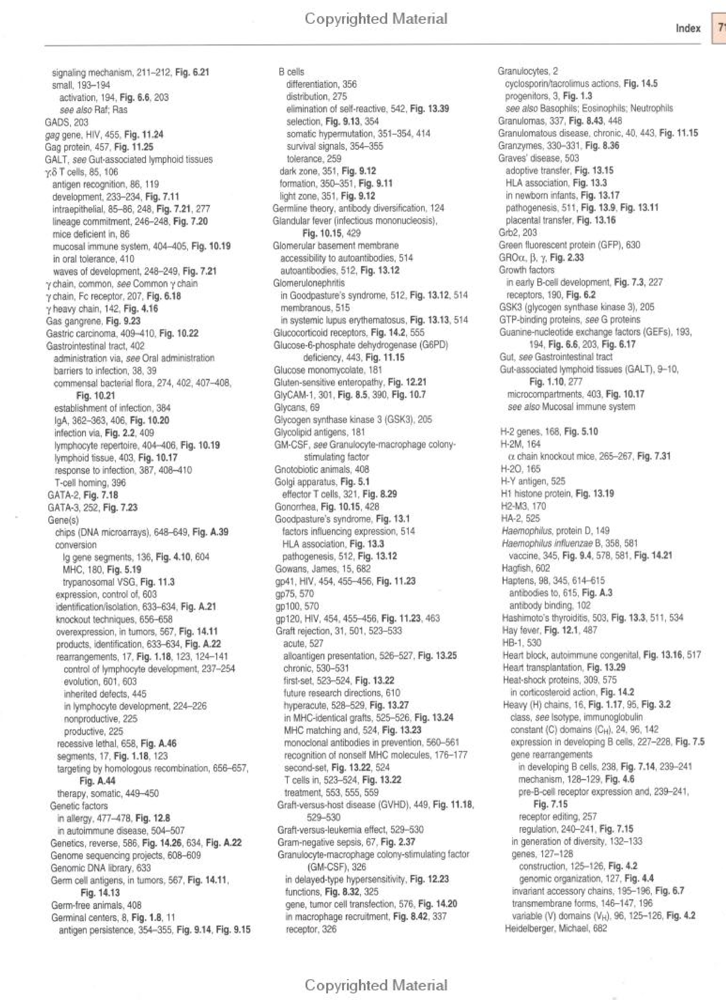 Copyrighted Material
Index
71
signaling mechanism, 211–212, Fig. 6.21
small, 193–194
activation, 194, Fig. 6.6, 203
see also Raf; Ras
GADS, 203
gag gene, HIV, 455, Fig. 11.24
Gag protein, 457, Fig. 11.25
GALT, see Gut-associated lymphoid tissues
γ:δ T cells, 85, 106
antigen recognition, 86, 119
development, 233–234, Fig. 7.11
intraepithelial, 85–86, 248, Fig. 7.21, 277
lineage commitment, 246–248, Fig. 7.20
mice deficient in, 86
mucosal immune system, 404–405, Fig. 10.19
in oral tolerance, 410
waves of development, 248–249, Fig. 7.21
γ chain, common, see Common γ chain
γ chain, Fc receptor, 207, Fig. 6.18
γ heavy chain, 142, Fig. 4.16
Gas gangrene, Fig. 9.23
Gastric carcinoma, 409–410, Fig. 10.22
Gastrointestinal tract, 402
administration via, see Oral administration
barriers to infection, 38, 39
commensal bacterial flora, 274, 402, 407–408,
Fig. 10.21
establishment of infection, 384
IgA, 362–363, 406, Fig. 10.20
infection via, Fig. 2.2, 409
lymphocyte repertoire, 404–406, Fig. 10.19
lymphoid tissue, 403, Fig. 10.17
response to infection, 387, 408–410
T-cell homing, 396
GATA-2, Fig. 7.18
GATA-3, 252, Fig. 7.23
Gene(s)
chips (DNA microarrays), 648–649, Fig. A.39
conversion
Ig gene segments, 136, Fig. 4.10, 604
MHC, 180, Fig. 5.19
trypanosomal VSG, Fig. 11.3
expression, control of, 603
identification/isolation, 633–634, Fig. A.21
knockout techniques, 656–658
overexpression, in tumors, 567, Fig. 14.11
products, identification, 633–634, Fig. A.22
rearrangements, 17, Fig. 1.18, 123, 124–141
control of lymphocyte development, 237–254
evolution, 601, 603
inherited defects, 445
in lymphocyte development, 224–226
nonproductive, 225
productive, 225
recessive lethal, 658, Fig. A.46
segments, 17, Fig. 1.18, 123
targeting by homologous recombination, 656–657,
Fig. A.44
therapy, somatic, 449–450
Genetic factors
in allergy, 477–478, Fig. 12.8
in autoimmune disease, 504–507
Genetics, reverse, 586, Fig. 14.26, 634, Fig. A.22
Genome sequencing projects, 608–609
Genomic DNA library, 633
Germ cell antigens, in tumors, 567, Fig. 14.11,
Fig. 14.13
Germ-free animals, 408
Germinal centers, 8, Fig. 1.8, 11
antigen persistence, 354–355, Fig. 9.14, Fig. 9.15
B cells
differentiation, 356
distribution, 275
elimination of self-reactive, 542, Fig. 13.39
selection, Fig. 9.13, 354
somatic hypermutation, 351–354, 414
survival signals, 354–355
tolerance, 259
dark zone, 351, Fig. 9.12
formation, 350–351, Fig. 9.11
light zone, 351, Fig. 9.12
Germline theory, antibody diversification, 124
Glandular fever (infectious mononucleosis),
Fig. 10.15, 429
Glomerular basement membrane
accessibility to autoantibodies, 514
autoantibodies, 512, Fig. 13.12
Glomerulonephritis
in Goodpasture's syndrome, 512, Fig. 13.12, 514
membranous, 515
in systemic lupus erythematosus, Fig. 13.13, 514
Glucocorticoid receptors, Fig. 14.2, 555
Glucose-6-phosphate dehydrogenase (G6PD)
deficiency, 443, Fig. 11.15
Glucose monomycolate, 181
Gluten-sensitive enteropathy, Fig. 12.21
GlyCAM-1, 301, Fig. 8.5, 390, Fig. 10.7
Glycans, 69
Glycogen synthase kinase 3 (GSK3), 205
Glycolipid antigens, 181
GM-CSF, see Granulocyte-macrophage colony-
stimulating factor
Gnotobiotic animals, 408
Golgi apparatus, Fig. 5.1
effector T cells, 321, Fig. 8.29
Gonorrhea, Fig. 10.15, 428
Goodpasture's syndrome, Fig. 13.1
factors influencing expression, 514
HLA association, Fig. 13.3
pathogenesis, 512, Fig. 13.12
Gowans, James, 15, 682
gp41, HIV, 454, 455–456, Fig. 11.23
gp75, 570
gp100, 570
gp120, HIV, 454, 455–456, Fig. 11.23, 463
Graft rejection, 31, 501, 523–533
acute, 527
alloantigen presentation, 526–527, Fig. 13.25
chronic, 530–531
first-set, 523–524, Fig. 13.22
future research directions, 610
hyperacute, 528–529, Fig. 13.27
in MHC-identical grafts, 525–526, Fig. 13.24
MHC matching and, 524, Fig. 13.23
monoclonal antibodies in prevention, 560–561
recognition of nonself MHC molecules, 176–177
second-set, Fig. 13.22, 524
T cells in, 523–524, Fig. 13.22
treatment, 553, 555, 559
Graft-versus-host disease (GVHD), 449, Fig. 11.18,
529–530
Graft-versus-leukemia effect, 529–530
Gram-negative sepsis, 67, Fig. 2.37
Granulocyte-macrophage colony-stimulating factor
(GM-CSF), 326
in delayed-type hypersensitivity, Fig. 12.23
functions, Fig. 8.32, 325
gene, tumor cell transfection, 576, Fig. 14.20
in macrophage recruitment, Fig. 8.42, 337
receptor, 326
Granulocytes, 2
cyclosporin/tacrolimus actions, Fig. 14.5
progenitors, 3, Fig. 1.3
see also Basophils; Eosinophils; Neutrophils
Granulomas, 337, Fig. 8.43, 448
Granulomatous disease, chronic, 40, 443, Fig. 11.15
Granzymes, 330–331, Fig. 8.36
Graves' disease, 503
adoptive transfer, Fig. 13.15
HLA association, Fig. 13.3
in newborn infants, Fig. 13.17
pathogenesis, 511, Fig. 13.9, Fig. 13.11
placental transfer, Fig. 13.16
Grb2, 203
Green fluorescent protein (GFP), 630
GROα, β, γ, Fig. 2.33
Growth factors
in early B-cell development, Fig. 7.3, 227
receptors, 190, Fig. 6.2
GSK3 (glycogen synthase kinase 3), 205
GTP-binding proteins, see G proteins
Guanine-nucleotide exchange factors (GEFs), 193,
194, Fig. 6.6, 203, Fig. 6.17
Gut, see Gastrointestinal tract
Gut-associated lymphoid tissues (GALT), 9–10,
Fig. 1.10, 277
microcompartments, 403, Fig. 10.17
see also Mucosal immune system
H-2 genes, 168, Fig. 5.10
H-2M, 164
α chain knockout mice, 265–267, Fig. 7.31
H-2O, 165
H-Y antigen, 525
H1 histone protein, Fig. 13.19
H2-M3, 170
HA-2, 525
Haemophilus, protein D, 149
Haemophilus influenzae B, 358, 581
vaccine, 345, Fig. 9.4, 578, 581, Fig. 14.21
Hagfish, 602
Haptens, 98, 345, 614–615
antibodies to, 615, Fig. A.3
antibody binding, 102
Hashimoto's thyroiditis, 503, Fig. 13.3, 511, 534
Hay fever, Fig. 12.1, 487
HB-1, 530
Heart block, autoimmune congenital, Fig. 13.16, 517
Heart transplantation, Fig. 13.29
Heat-shock proteins, 309, 575
in corticosteroid action, Fig. 14.2
Heavy (H) chains, 16, Fig. 1.17, 95, Fig. 3.2
class, see Isotype, immunoglobulin
constant (C) domains (CH), 24, 96, 142
expression in developing B cells, 227–228, Fig. 7.5
gene rearrangements
in developing B cells, 238, Fig. 7.14, 239–241
mechanism, 128–129, Fig. 4.6
pre-B-cell receptor expression and, 239–241,
Fig. 7.15
receptor editing, 257
regulation, 240–241, Fig. 7.15
in generation of diversity, 132–133
genes, 127–128
construction, 125–126, Fig. 4.2
genomic organization, 127, Fig. 4.4
invariant accessory chains, 195–196, Fig. 6.7
transmembrane forms, 146–147, 196
variable (V) domains (VH), 96, 125–126, Fig. 4.2
Heidelberger, Michael, 682
Copyrighted Material